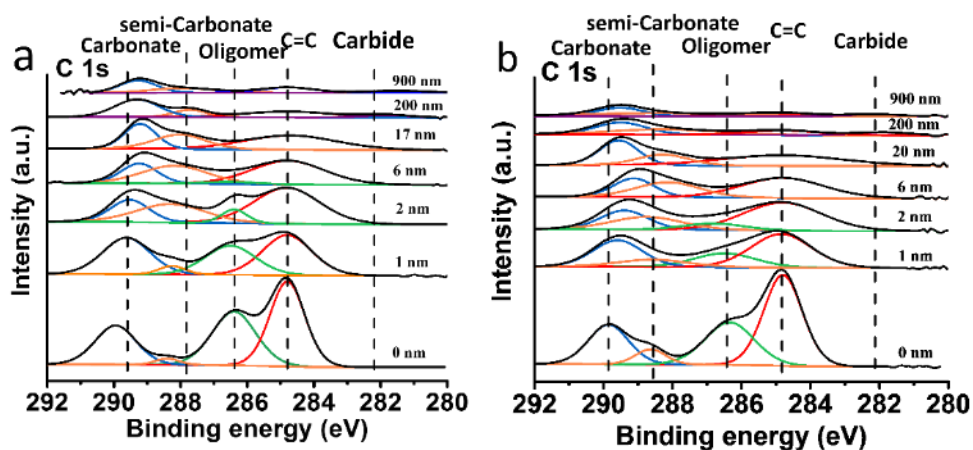 a
semi-Carbonate
Carbonate Oligomer C=C Carbide
C 1s
900 nm
200 nm
17 nm
6 nm
2 nm
1 nm
0 nm
Intensity (a.u.)
292 290 288 286 284 282 280
Binding energy (eV)
b
semi-Carbonate
Carbonate Oligomer C=C Carbide
C 1s
900 nm
200 nm
20 nm
6 nm
2 nm
1 nm
0 nm
Intensity (a.u.)
292 290 288 286 284 282 280
Binding energy (eV)